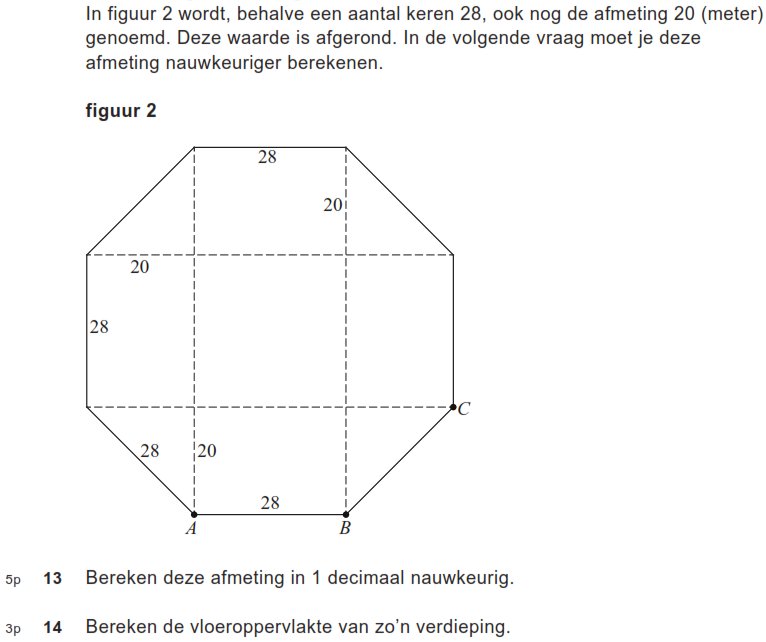 In figuur 2 wordt, behalve een aantal keren 28, ook nog de afmeting 20 (meter)
genoemd. Deze waarde is afgerond. In de volgende vraag moet je deze
afmeting nauwkeuriger berekenen.
figuur 2
28
20
20
28
C
28
20
28
A
B
5p 13 Bereken deze afmeting in 1 decimaal nauwkeurig.
3p 14 Bereken de vloeroppervlakte van zo'n verdieping.